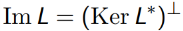 Im L = (Ker L*)⊥